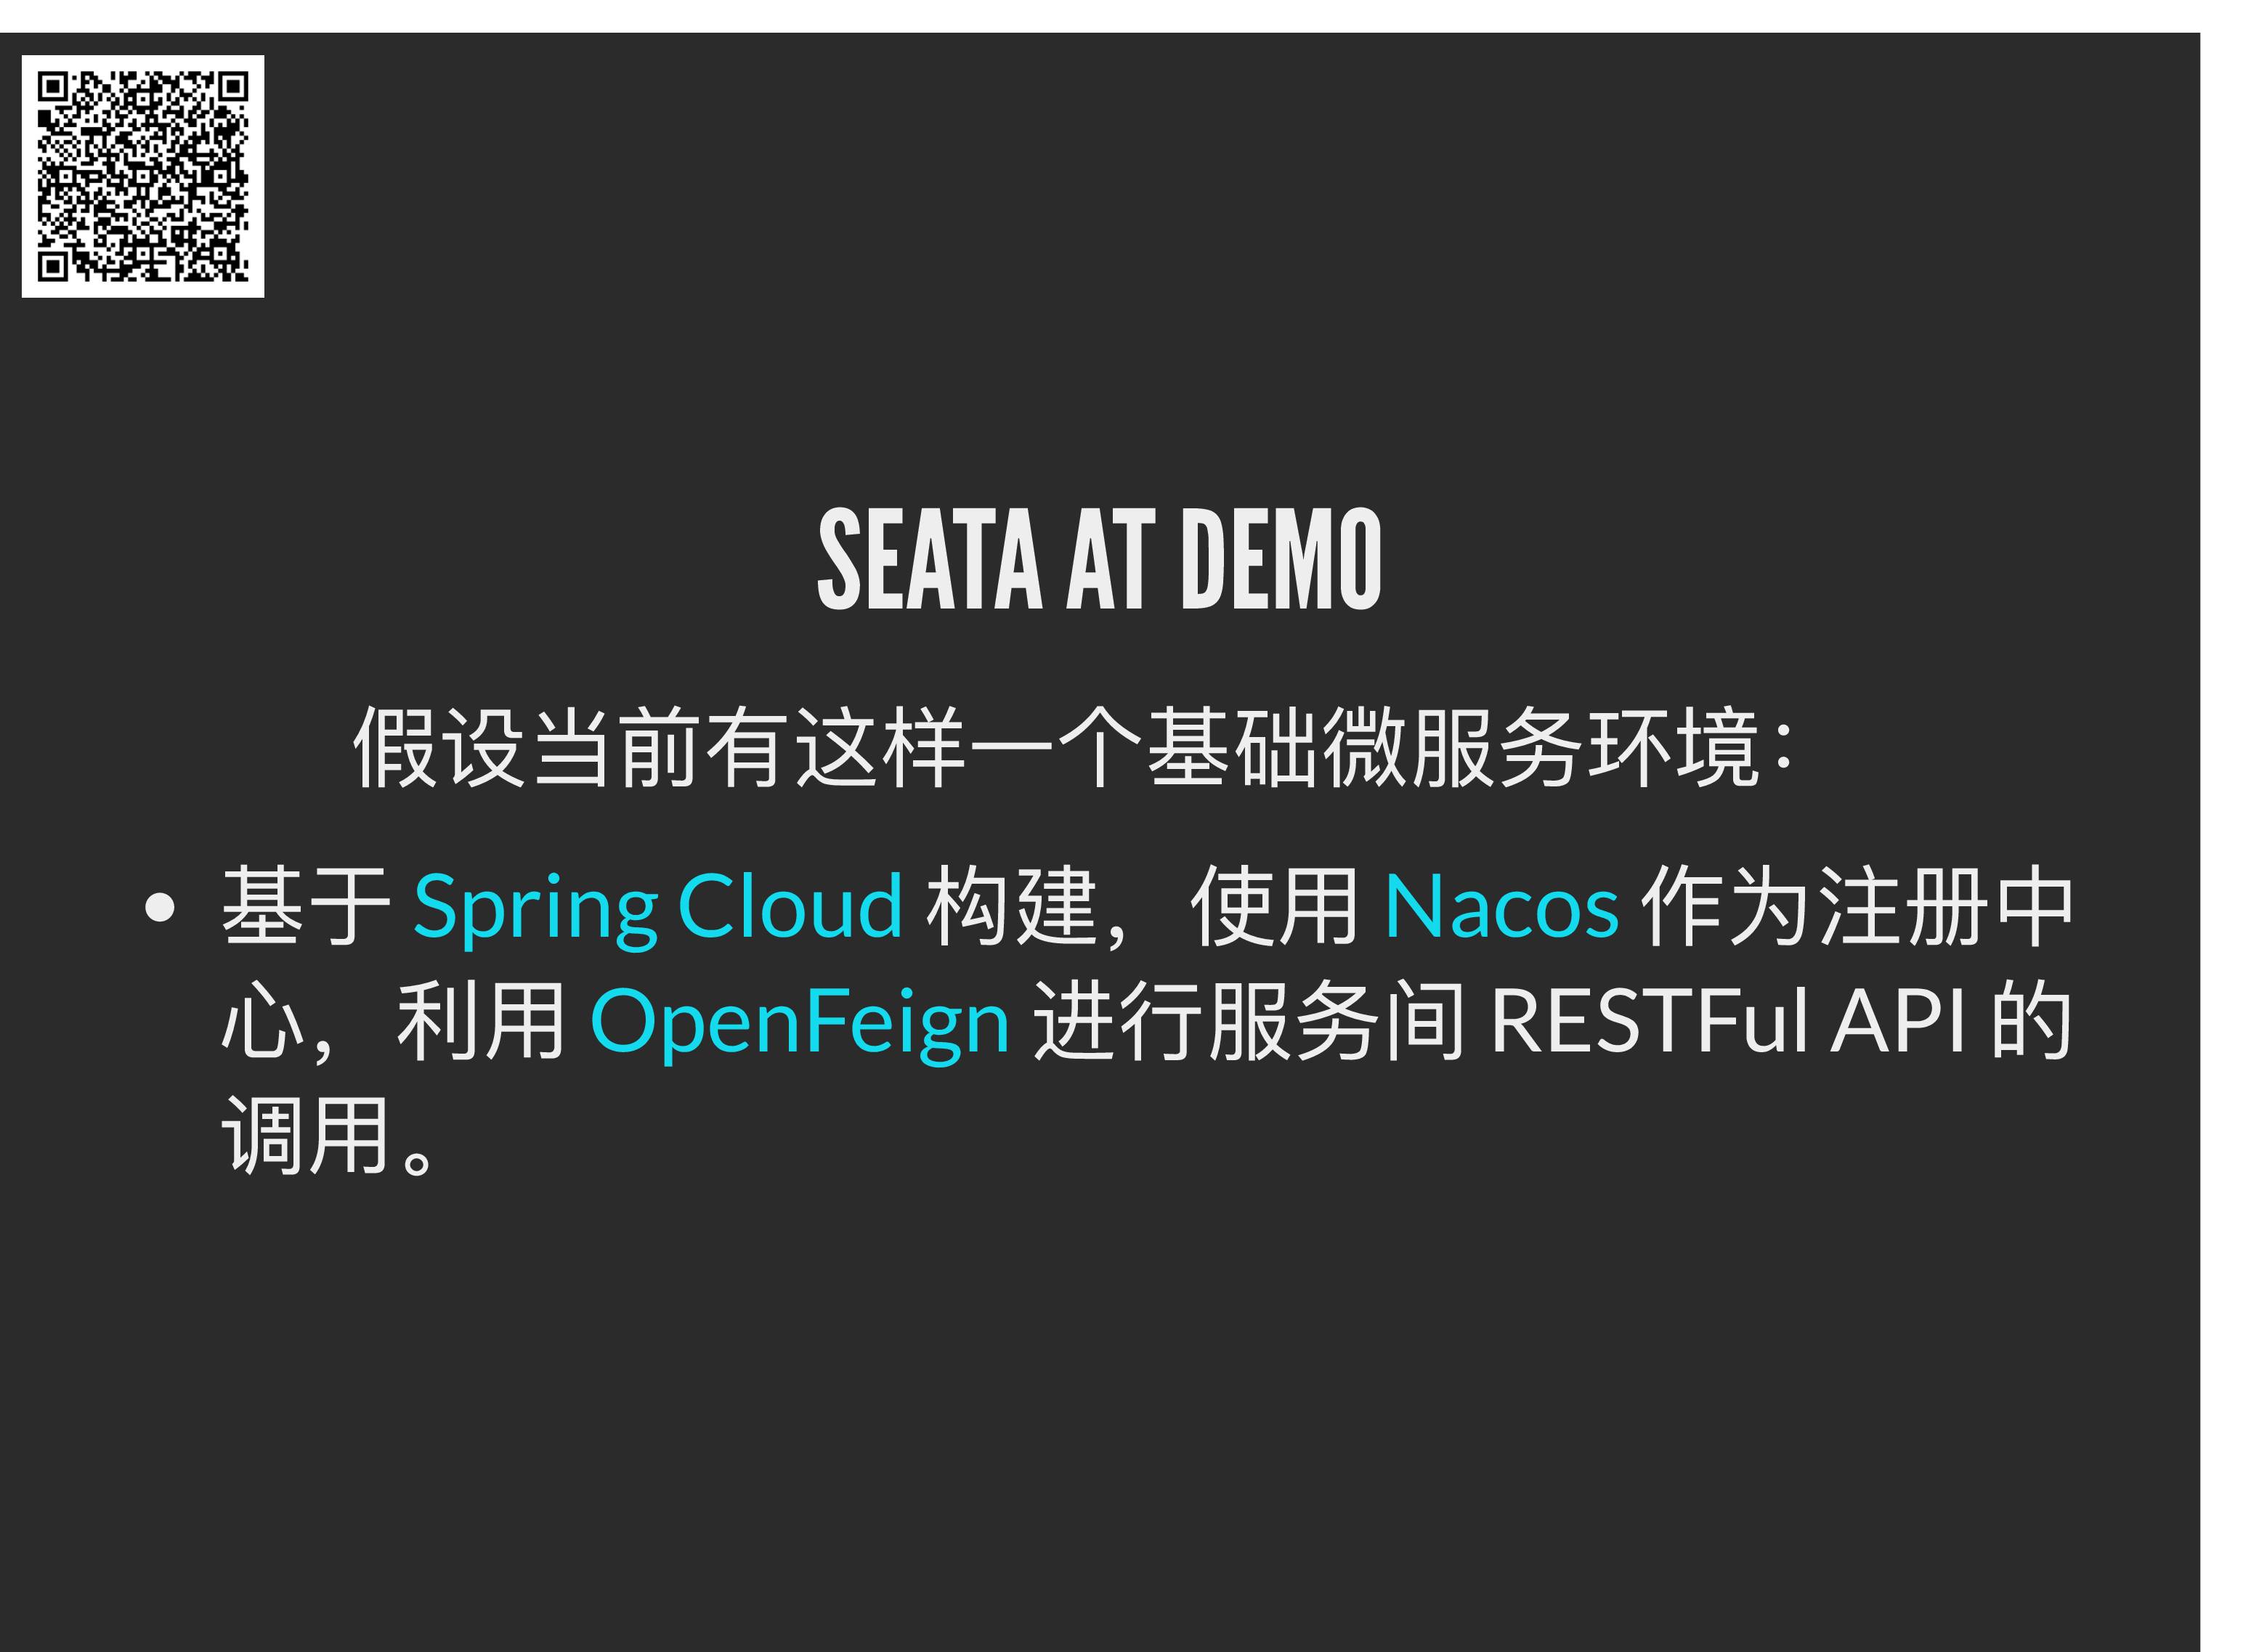 SEATA AT DEMO
假设当前有这样一个基础微服务环境：
• 基于 Spring Cloud 构建，使用 Nacos 作为注册中
心，利用 OpenFeign 进行服务间 RESTFul API 的
调用。